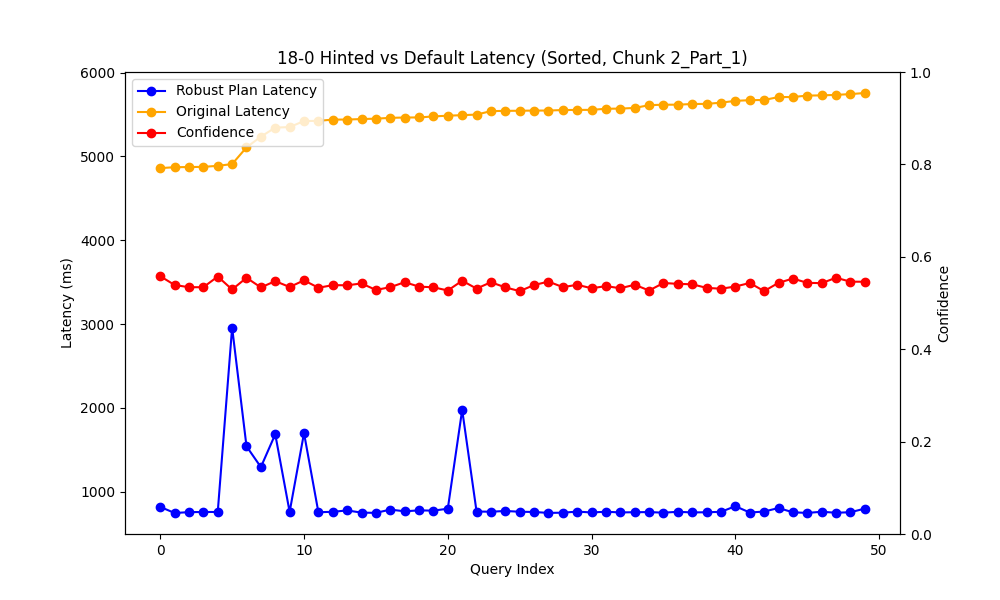 18-0 Hinted vs Default Latency (Sorted, Chunk 2_Part_1)
Robust Plan Latency
Original Latency
Confidence
6000
5000
4000
3000
2000
1000
Latency (ms)
1.0
0.8
0.6
0.4
0.2
0.0
Confidence
0 10 20 30 40 50
Query Index